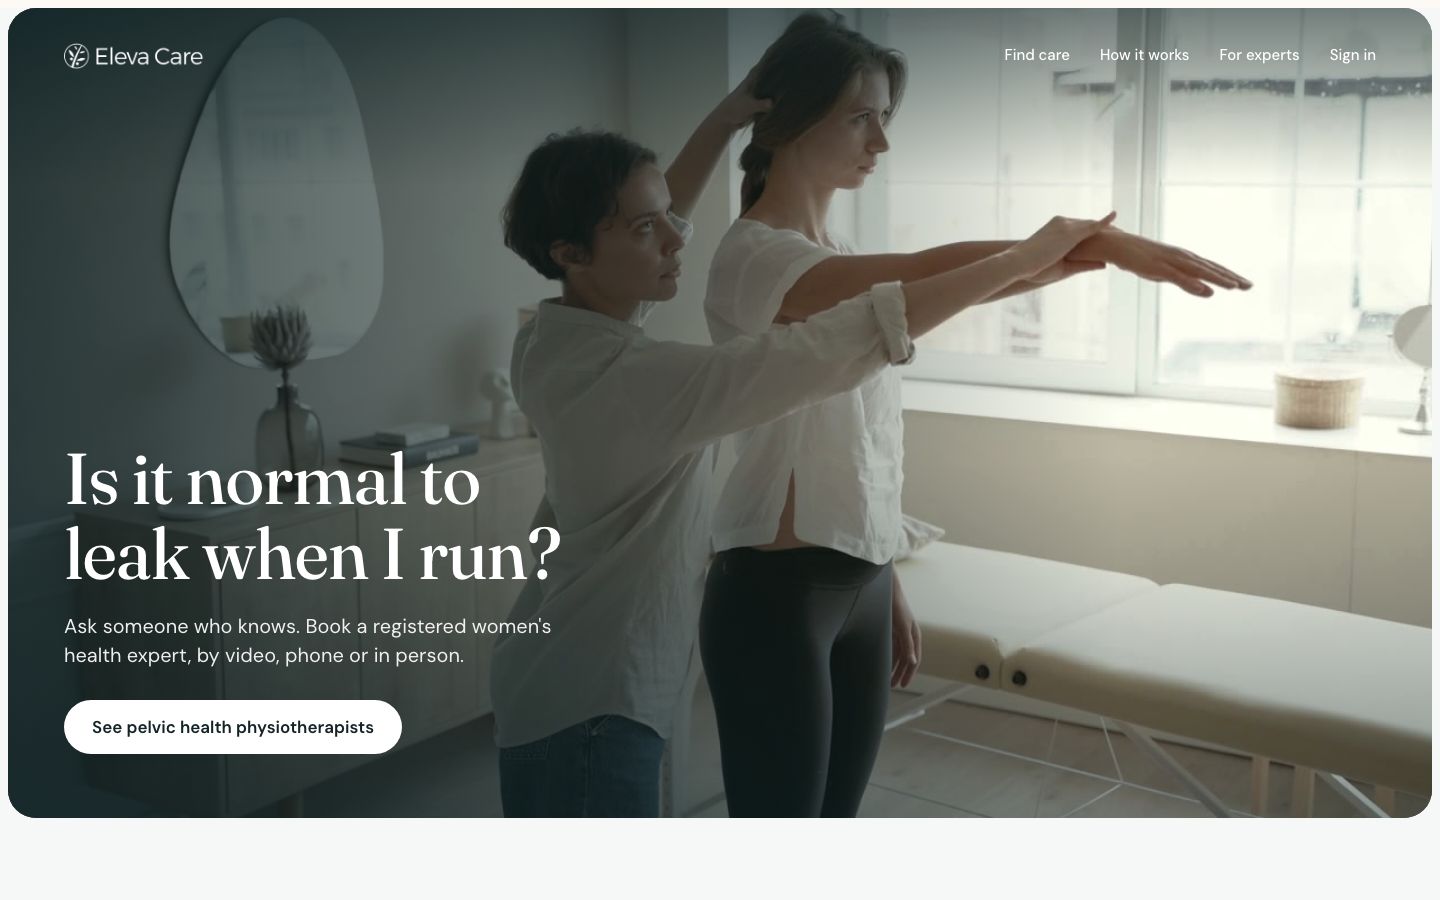 Eleva Care
Find care
How it works
For experts
Sign in
Is it normal to
leak when I run?
Ask someone who knows. Book a registered women's
health expert, by video, phone or in person.
See pelvic health physiotherapists